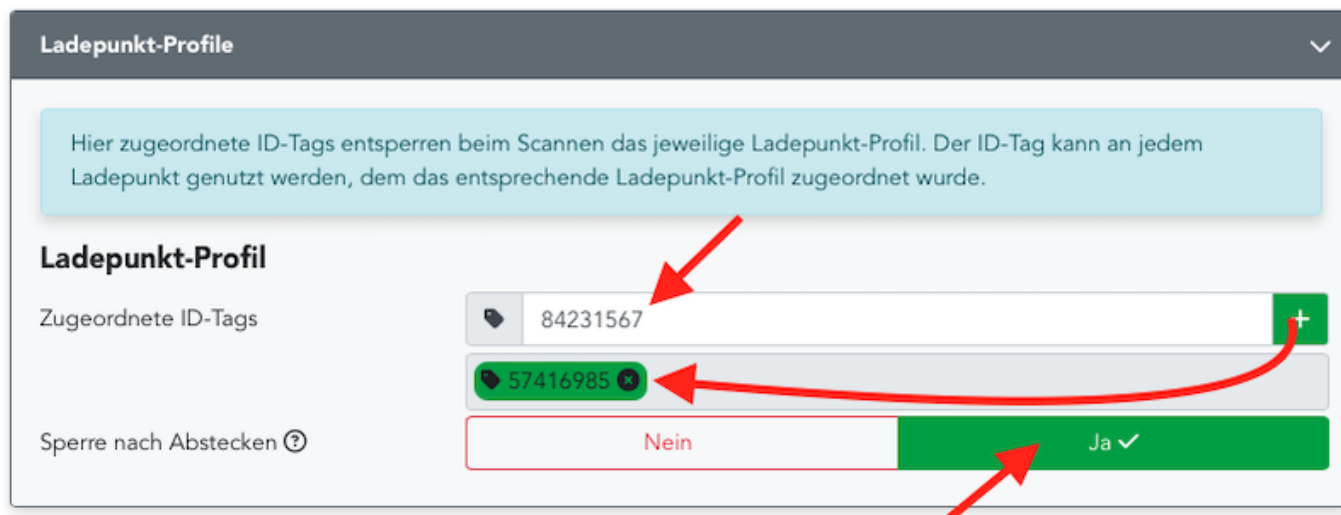 Ladepunkt-Profile
Hier zugeordnete ID-Tags entsperren beim Scannen das jeweilige Ladepunkt-Profil. Der ID-Tag kann an jedem
Ladepunkt genutzt werden, dem das entsprechende Ladepunkt-Profil zugeordnet wurde.
Ladepunkt-Profil
Zugeordnete ID-Tags
84231567
57416985
Sperre nach Abstecken
Nein
Ja